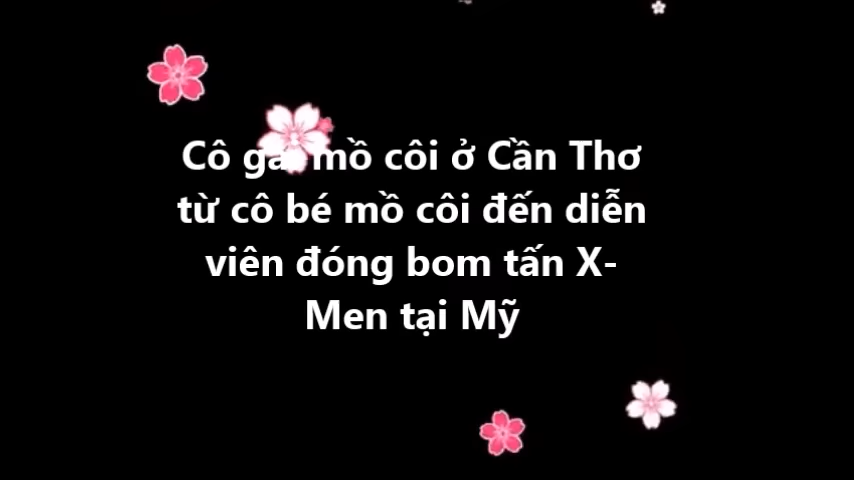 Cô gái mồ côi ở Cần Thơ
từ cô bé mồ côi đến diễn
viên đóng bom tấn X-
Men tại Mỹ